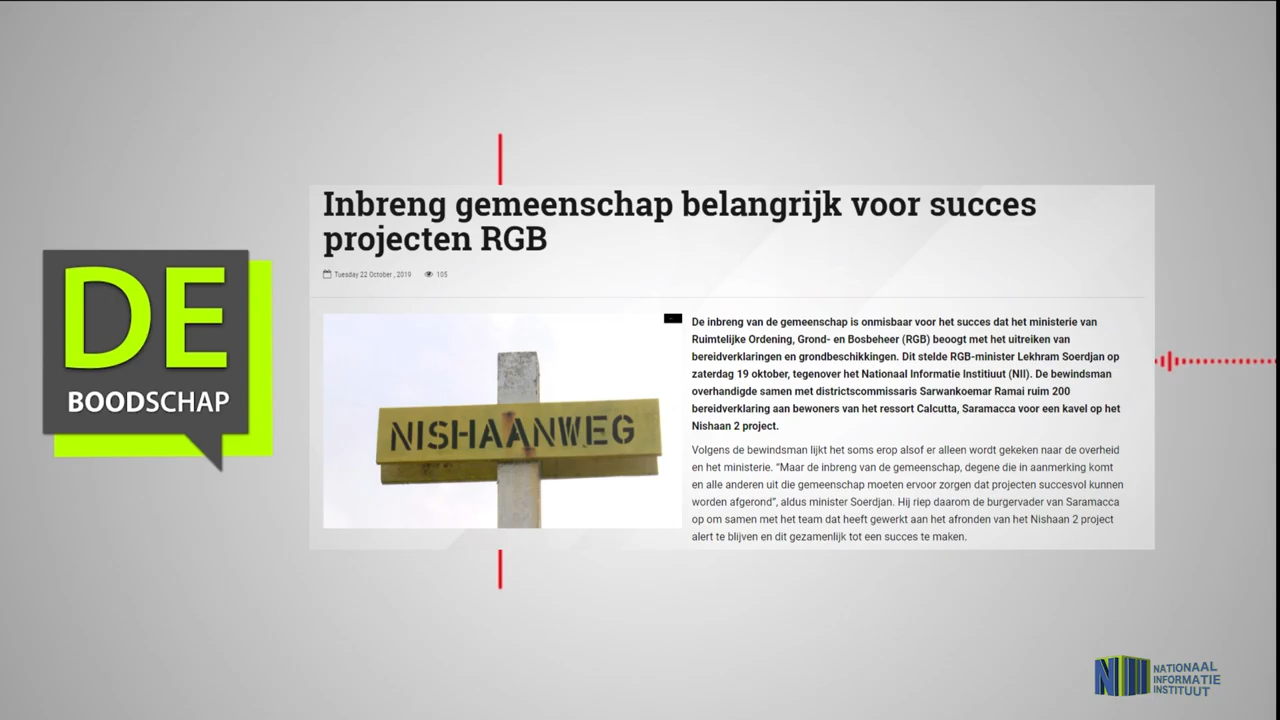 Inbreng gemeenschap belangrijk voor succes
projecten RGB
Tuesday 22 October , 2019 105
DE
BOODSCHAP
NISHAANWEG
De inbreng van de gemeenschap is onmisbaar voor het succes dat het ministerie van
Ruimtelijke Ordening, Grond- en Bosbeheer (RGB) beoogt met het uitreiken van
bereidverklaringen en grondbeschikkingen. Dit stelde RGB-minister Lekhram Soerdjan op
zaterdag 19 oktober, tegenover het Nationaal Informatie Institiuut (NII). De bewindsman
overhandigde samen met districtscommissaris Sarwankoemar Ramai ruim 200
bereidverklaring aan bewoners van het ressort Calcutta, Saramacca voor een kavel op het
Nishaan 2 project.
Volgens de bewindsman lijkt het soms erop alsof er alleen wordt gekeken naar de overheid
en het ministerie. “Maar de inbreng van de gemeenschap, degene die in aanmerking komt
en alle anderen uit die gemeenschap moeten ervoor zorgen dat projecten succesvol kunnen
worden afgerond”, aldus minister Soerdjan. Hij riep daarom de burgervader van Saramacca
op om samen met het team dat heeft gewerkt aan het afronden van het Nishaan 2 project
alert te blijven en dit gezamenlijk tot een succes te maken.
NII
NATIONAAL
INFORMATIE
INSTITUUT